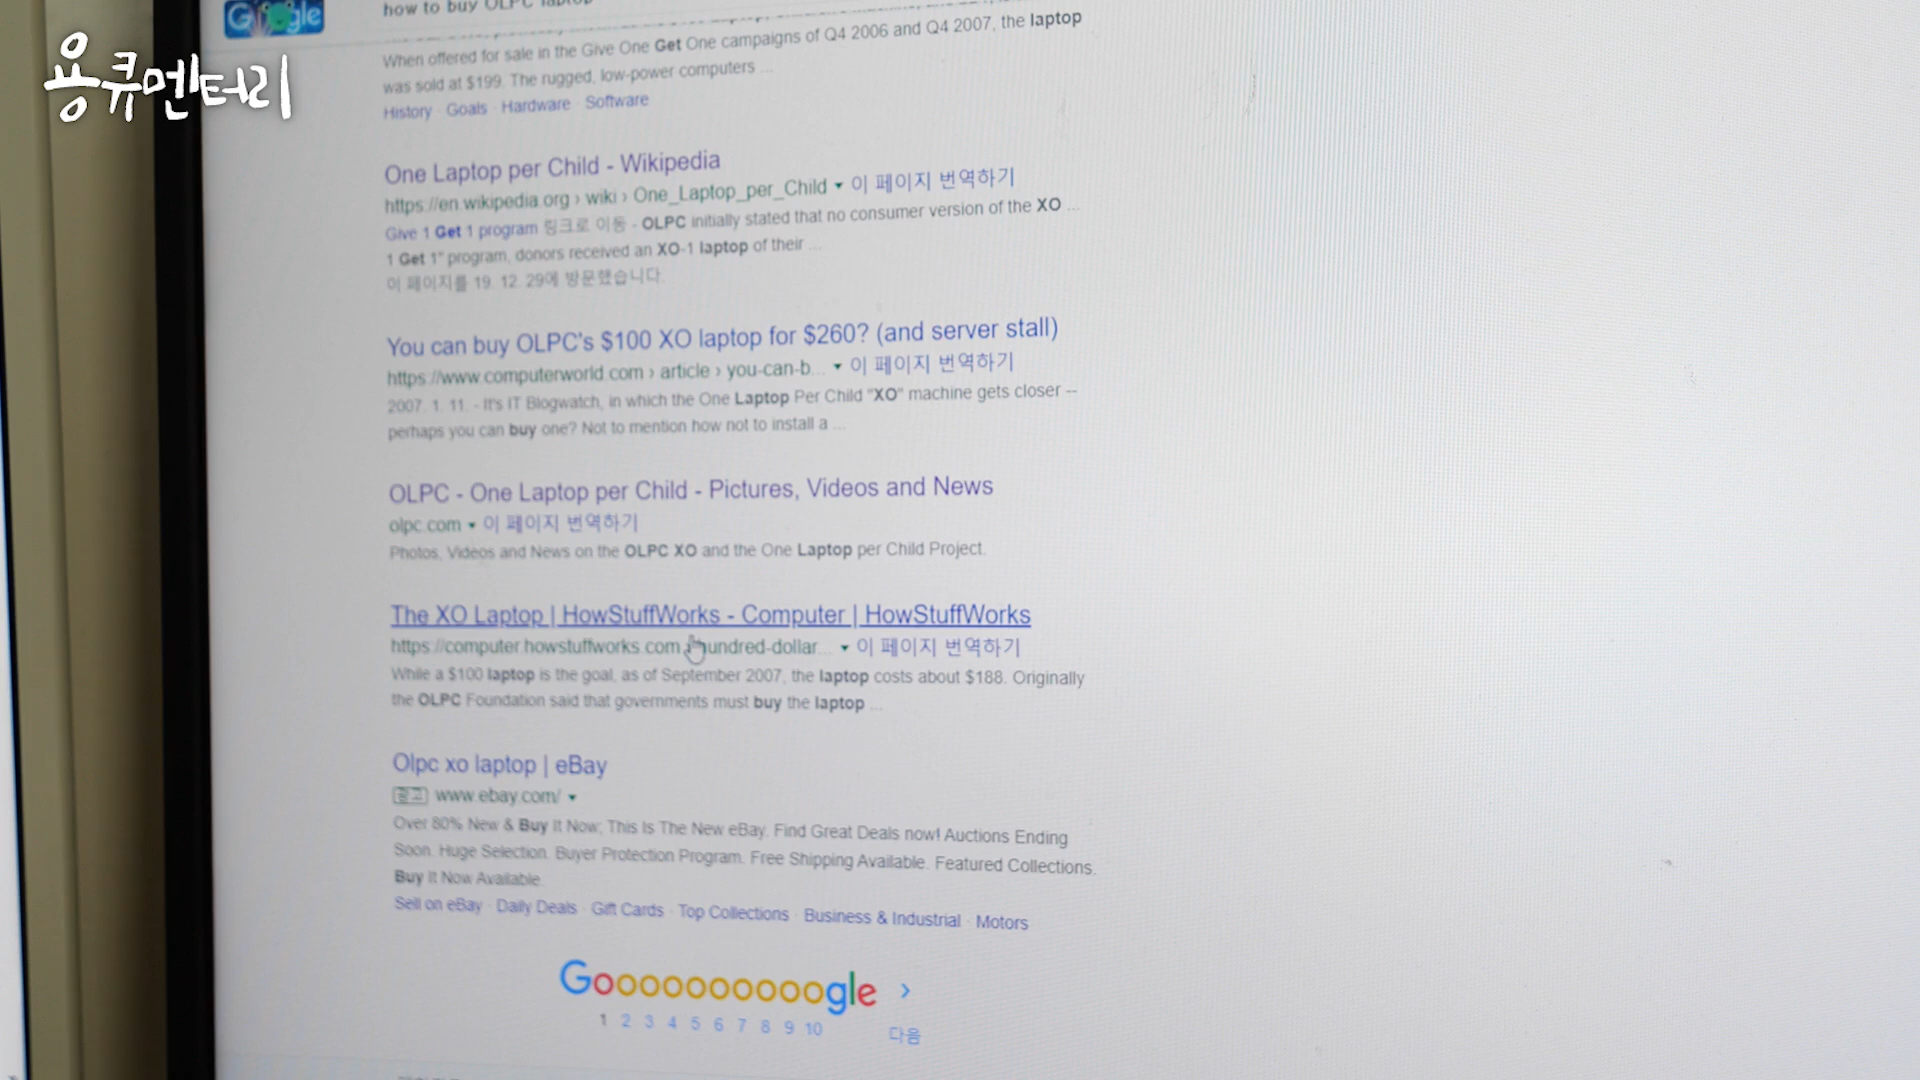 용큐멘터리
Google
how to buy OLPC laptop
When offered for sale in the Give One Get One campaigns of Q4 2006 and Q4 2007, the laptop
was sold at $199. The rugged, low-power computers ...
History · Goals · Hardware · Software
One Laptop per Child - Wikipedia
https://en.wikipedia.org › wiki › One_Laptop_per_Child ▾ 이 페이지 번역하기
Give 1 Get 1 program 링크로 이동 - OLPC initially stated that no consumer version of the XO ...
1 Get 1" program, donors received an XO-1 laptop of their ...
이 페이지를 19. 12. 29에 방문했습니다.
You can buy OLPC's $100 XO laptop for $260? (and server stall)
https://www.computerworld.com › article › you-can-b... ▾ 이 페이지 번역하기
2007. 1. 11. - It's IT Blogwatch, in which the One Laptop Per Child "XO" machine gets closer --
perhaps you can buy one? Not to mention how not to install a ...
OLPC - One Laptop per Child - Pictures, Videos and News
olpc.com ▾ 이 페이지 번역하기
Photos, Videos and News on the OLPC XO and the One Laptop per Child Project.
The XO Laptop | HowStuffWorks - Computer | HowStuffWorks
https://computer.howstuffworks.com › hundred-dollar... ▾ 이 페이지 번역하기
While a $100 laptop is the goal, as of September 2007, the laptop costs about $188. Originally
the OLPC Foundation said that governments must buy the laptop ...
Olpc xo laptop | eBay
광고 www.ebay.com/ ▾
Over 80% New & Buy It Now; This Is The New eBay. Find Great Deals now! Auctions Ending
Soon. Huge Selection. Buyer Protection Program. Free Shipping Available. Featured Collections.
Buy It Now Available.
Sell on eBay · Daily Deals · Gift Cards · Top Collections · Business & Industrial · Motors
Goooooooooogle >
1 2 3 4 5 6 7 8 9 10 다음